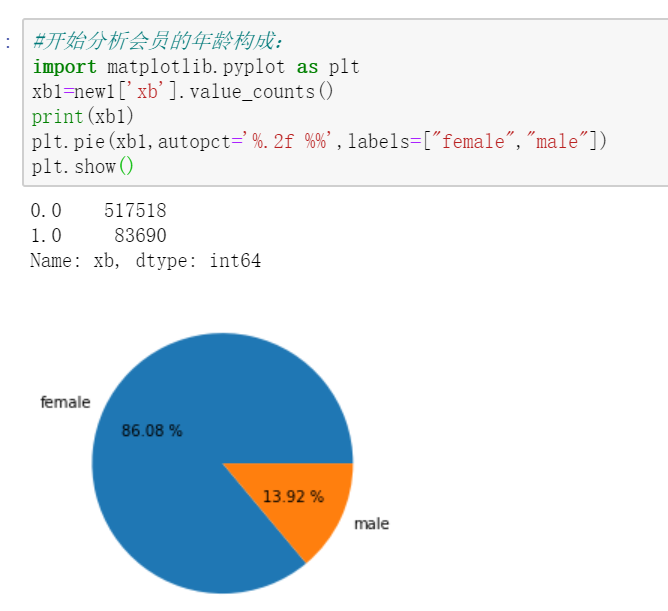 :
#开始分析会员的年龄构成：
import matplotlib.pyplot as plt
xb1=new1['xb'].value_counts()
print(xb1)
plt.pie(xb1,autopct='%.2f %%',labels=["female","male"])
plt.show()
0.0    517518
1.0     83690
Name: xb, dtype: int64
female
86.08 %
13.92 %
male